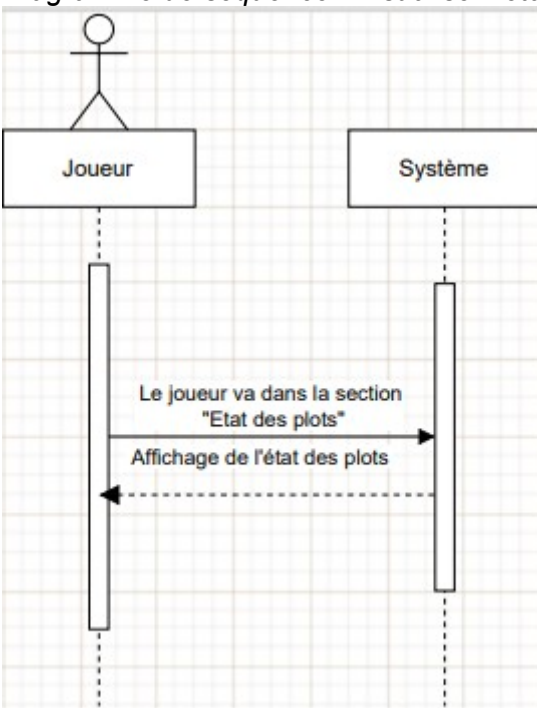 Joueur
Système
Le joueur va dans la section
"Etat des plots"
Affichage de l'état des plots